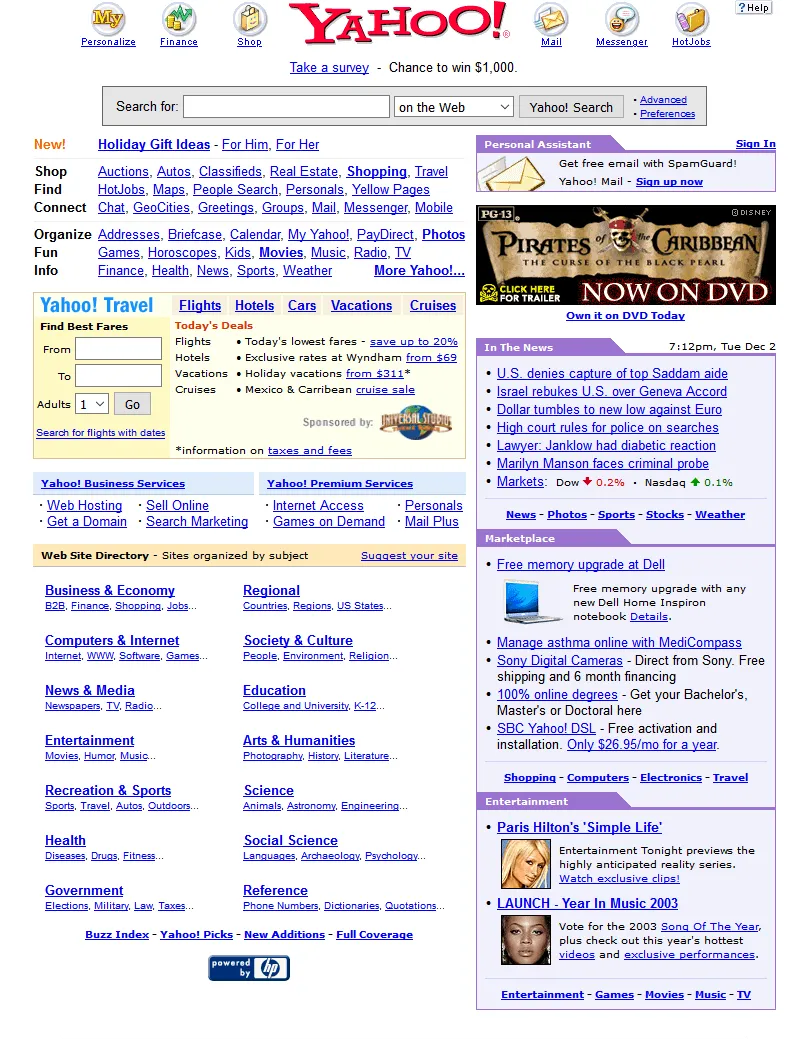 My
YAHOO!®
? Help
Personalize
Finance
Shop
Mail
Messenger
HotJobs
Take a survey - Chance to win $1,000.
Search for: on the Web Yahoo! Search
· Advanced
· Preferences
New! Holiday Gift Ideas - For Him, For Her
Shop Auctions, Autos, Classifieds, Real Estate, Shopping, Travel
Find HotJobs, Maps, People Search, Personals, Yellow Pages
Connect Chat, GeoCities, Greetings, Groups, Mail, Messenger, Mobile
Organize Addresses, Briefcase, Calendar, My Yahoo!, PayDirect, Photos
Fun Games, Horoscopes, Kids, Movies, Music, Radio, TV
Info Finance, Health, News, Sports, Weather More Yahoo!...
Yahoo! Travel Flights Hotels Cars Vacations Cruises
Find Best Fares
From
To
Adults 1 Go
Search for flights with dates
Today's Deals
Flights • Today's lowest fares - save up to 20%
Hotels • Exclusive rates at Wyndham from $69
Vacations • Holiday vacations from $311*
Cruises • Mexico & Carribean cruise sale
Sponsored by: UNIVERSAL STUDIOS
*information on taxes and fees
Yahoo! Business Services
· Web Hosting · Sell Online
· Get a Domain · Search Marketing
Yahoo! Premium Services
· Internet Access · Personals
· Games on Demand · Mail Plus
Web Site Directory - Sites organized by subject Suggest your site
Business & Economy
B2B, Finance, Shopping, Jobs...
Regional
Countries, Regions, US States...
Computers & Internet
Internet, WWW, Software, Games...
Society & Culture
People, Environment, Religion...
News & Media
Newspapers, TV, Radio...
Education
College and University, K-12...
Entertainment
Movies, Humor, Music...
Arts & Humanities
Photography, History, Literature...
Recreation & Sports
Sports, Travel, Autos, Outdoors...
Science
Animals, Astronomy, Engineering...
Health
Diseases, Drugs, Fitness...
Social Science
Languages, Archaeology, Psychology...
Government
Elections, Military, Law, Taxes...
Reference
Phone Numbers, Dictionaries, Quotations...
Buzz Index - Yahoo! Picks - New Additions - Full Coverage
powered by hp
Personal Assistant Sign In
Get free email with SpamGuard!
Yahoo! Mail - Sign up now
PG-13 © DISNEY
PIRATES of the CARIBBEAN
THE CURSE OF THE BLACK PEARL
CLICK HERE
FOR TRAILER
NOW ON DVD
Own it on DVD Today
In The News 7:12pm, Tue Dec 2
• U.S. denies capture of top Saddam aide
• Israel rebukes U.S. over Geneva Accord
• Dollar tumbles to new low against Euro
• High court rules for police on searches
• Lawyer: Janklow had diabetic reaction
• Marilyn Manson faces criminal probe
• Markets: Dow 0.2% · Nasdaq 0.1%
News - Photos - Sports - Stocks - Weather
Marketplace
• Free memory upgrade at Dell
Free memory upgrade with any
new Dell Home Inspiron
notebook Details.
• Manage asthma online with MediCompass
• Sony Digital Cameras - Direct from Sony. Free
shipping and 6 month financing
• 100% online degrees - Get your Bachelor's,
Master's or Doctoral here
• SBC Yahoo! DSL - Free activation and
installation. Only $26.95/mo for a year.
Shopping - Computers - Electronics - Travel
Entertainment
• Paris Hilton's 'Simple Life'
Entertainment Tonight previews the
highly anticipated reality series.
Watch exclusive clips!
• LAUNCH - Year In Music 2003
Vote for the 2003 Song Of The Year,
plus check out this year's hottest
videos and exclusive performances.
Entertainment - Games - Movies - Music - TV